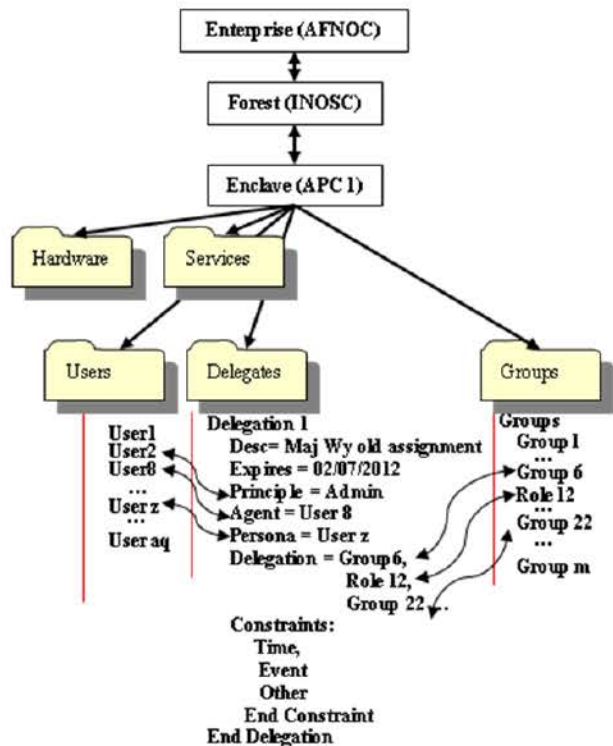 Enterprise (AFNOC)
Forest (INOSC)
Enclave (APC 1)
Hardware
Services
Users
Delegates
Groups
User1
User2
User8
...
User z
...
User aq
Delegation 1
Desc= Maj Wy old assignment
Expires = 02/07/2012
Principle = Admin
Agent = User 8
Persona = User z
Delegation = Group6,
Role 12,
Group 22 ...
Constraints:
Time,
Event
Other
End Constraint
End Delegation
Groups
Group 1
...
Group 6
Role 12
...
Group 22
...
Group m